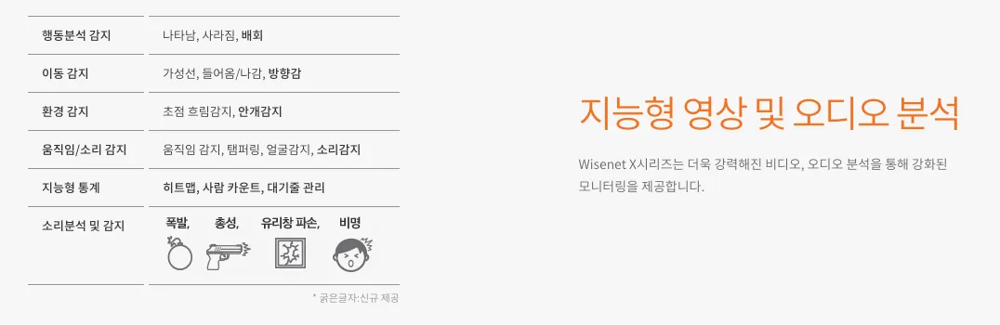 행동분석 감지 나타남, 사라짐, 배회
이동 감지 가성선, 들어옴/나감, 방향감
환경 감지 초점 흐림감지, 안개감지
움직임/소리 감지 움직임 감지, 탬퍼링, 얼굴감지, 소리감지
지능형 통계 히트맵, 사람 카운트, 대기줄 관리
소리분석 및 감지 폭발, 총성, 유리창 파손, 비명
* 굵은글자:신규 제공
지능형 영상 및 오디오 분석
Wisenet X시리즈는 더욱 강력해진 비디오, 오디오 분석을 통해 강화된
모니터링을 제공합니다.